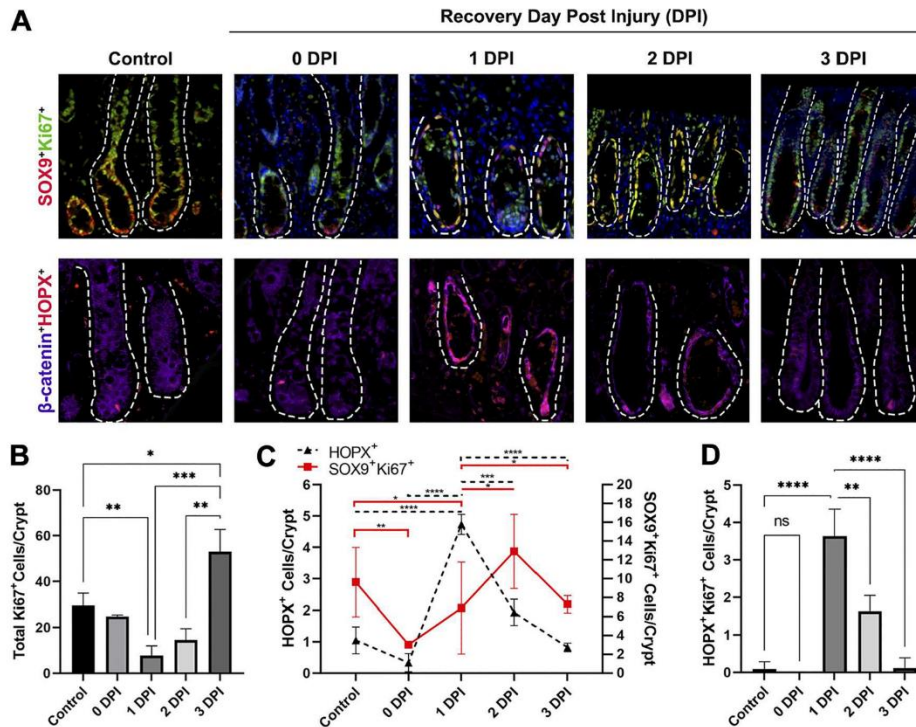 A
Recovery Day Post Injury (DPI)
Control
0 DPI
1 DPI
2 DPI
3 DPI
SOX9⁺Ki67⁺
β-catenin⁺HOPX⁺
B
Total Ki67⁺ Cells/Crypt
80
60
40
20
0
*
**
***
**
Control
0 DPI
1 DPI
2 DPI
3 DPI
C
HOPX⁺
SOX9⁺Ki67⁺
HOPX⁺ Cells/Crypt
6
5
4
3
2
1
0
SOX9⁺Ki67⁺ Cells/Crypt
20
18
16
14
12
10
8
6
4
2
0
****
*
***
*
****
*
****
**
Control
0 DPI
1 DPI
2 DPI
3 DPI
D
HOPX⁺Ki67⁺ Cells/Crypt
6
5
4
3
2
1
0
****
****
ns
**
Control
0 DPI
1 DPI
2 DPI
3 DPI